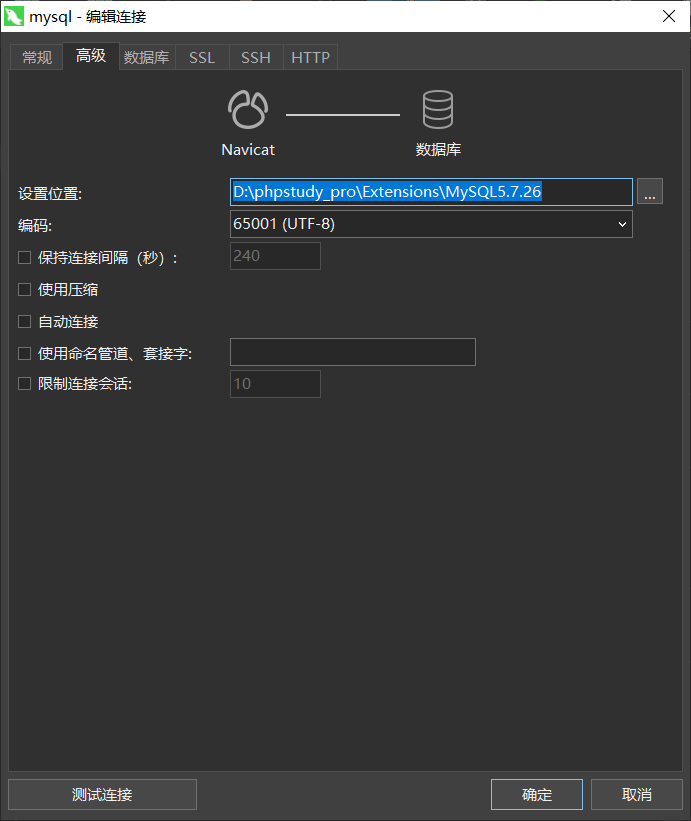 mysql - 编辑连接
常规 高级 数据库 SSL SSH HTTP
Navicat 数据库
设置位置: D:\phpstudy_pro\Extensions\MySQL5.7.26 ...
编码: 65001 (UTF-8)
保持连接间隔（秒）: 240
使用压缩
自动连接
使用命名管道、套接字:
限制连接会话: 10
测试连接 确定 取消